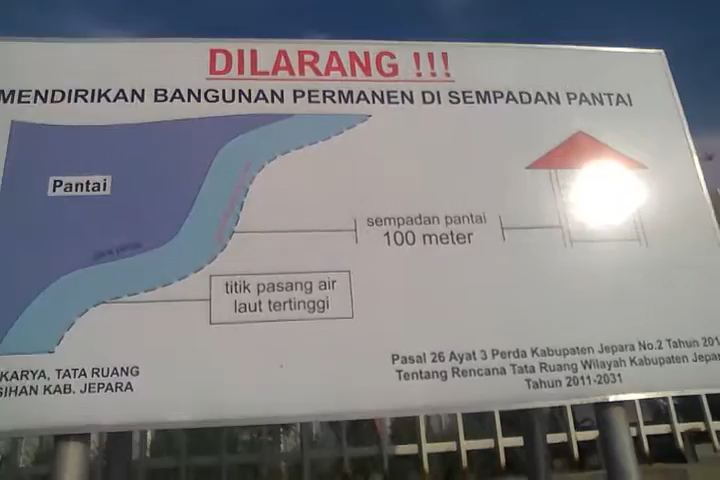 DILARANG !!!
MENDIRIKAN BANGUNAN PERMANEN DI SEMPADAN PANTAI
Pantai
sempadan pantai
100 meter
titik pasang air
laut tertinggi
KARYA, TATA RUANG
KAB. JEPARA
Pasal 26 Ayat 3 Perda Kabupaten Jepara No.2 Tahun
Tentang Rencana Tata Ruang Wilayah Kabupaten
Tahun 2011-2031